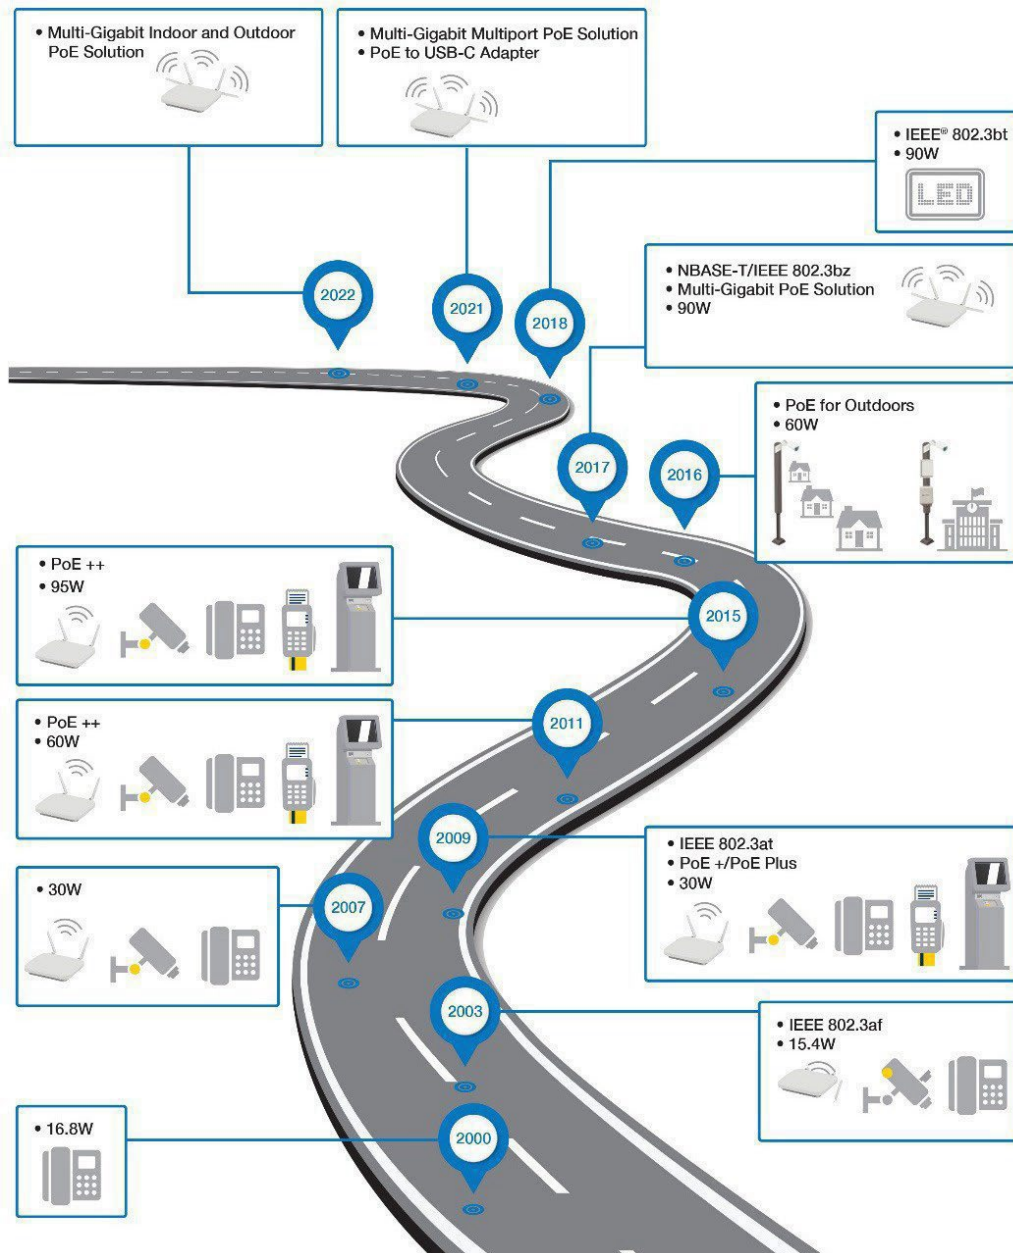 • Multi-Gigabit Indoor and Outdoor
PoE Solution
• Multi-Gigabit Multiport PoE Solution
• PoE to USB-C Adapter
• IEEE® 802.3bt
• 90W
LED
• NBASE-T/IEEE 802.3bz
• Multi-Gigabit PoE Solution
• 90W
2022
2021
2018
• PoE for Outdoors
• 60W
2017
2016
• PoE ++
• 95W
2015
• PoE ++
• 60W
2011
2009
• IEEE 802.3at
• PoE +/PoE Plus
• 30W
• 30W
2007
2003
• IEEE 802.3af
• 15.4W
• 16.8W
2000